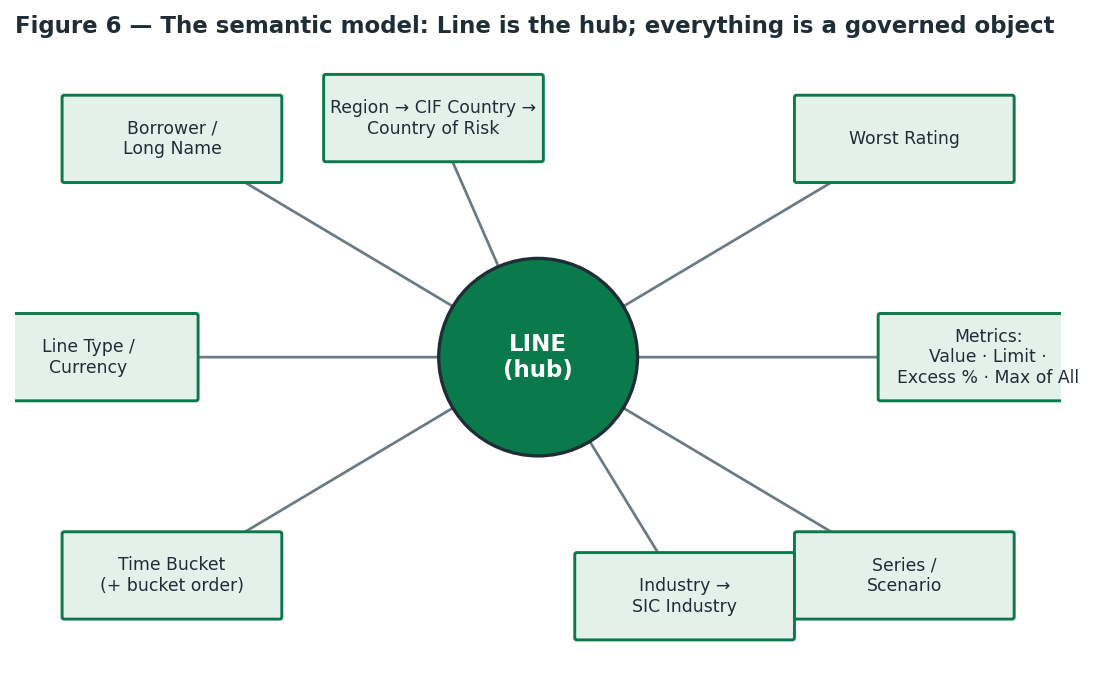 Figure 6 — The semantic model: Line is the hub; everything is a governed object
Region → CIF Country →
Country of Risk
Borrower /
Long Name
Worst Rating
LINE
(hub)
Line Type /
Currency
Metrics:
Value · Limit ·
Excess % · Max of All
Time Bucket
(+ bucket order)
Industry →
SIC Industry
Series /
Scenario